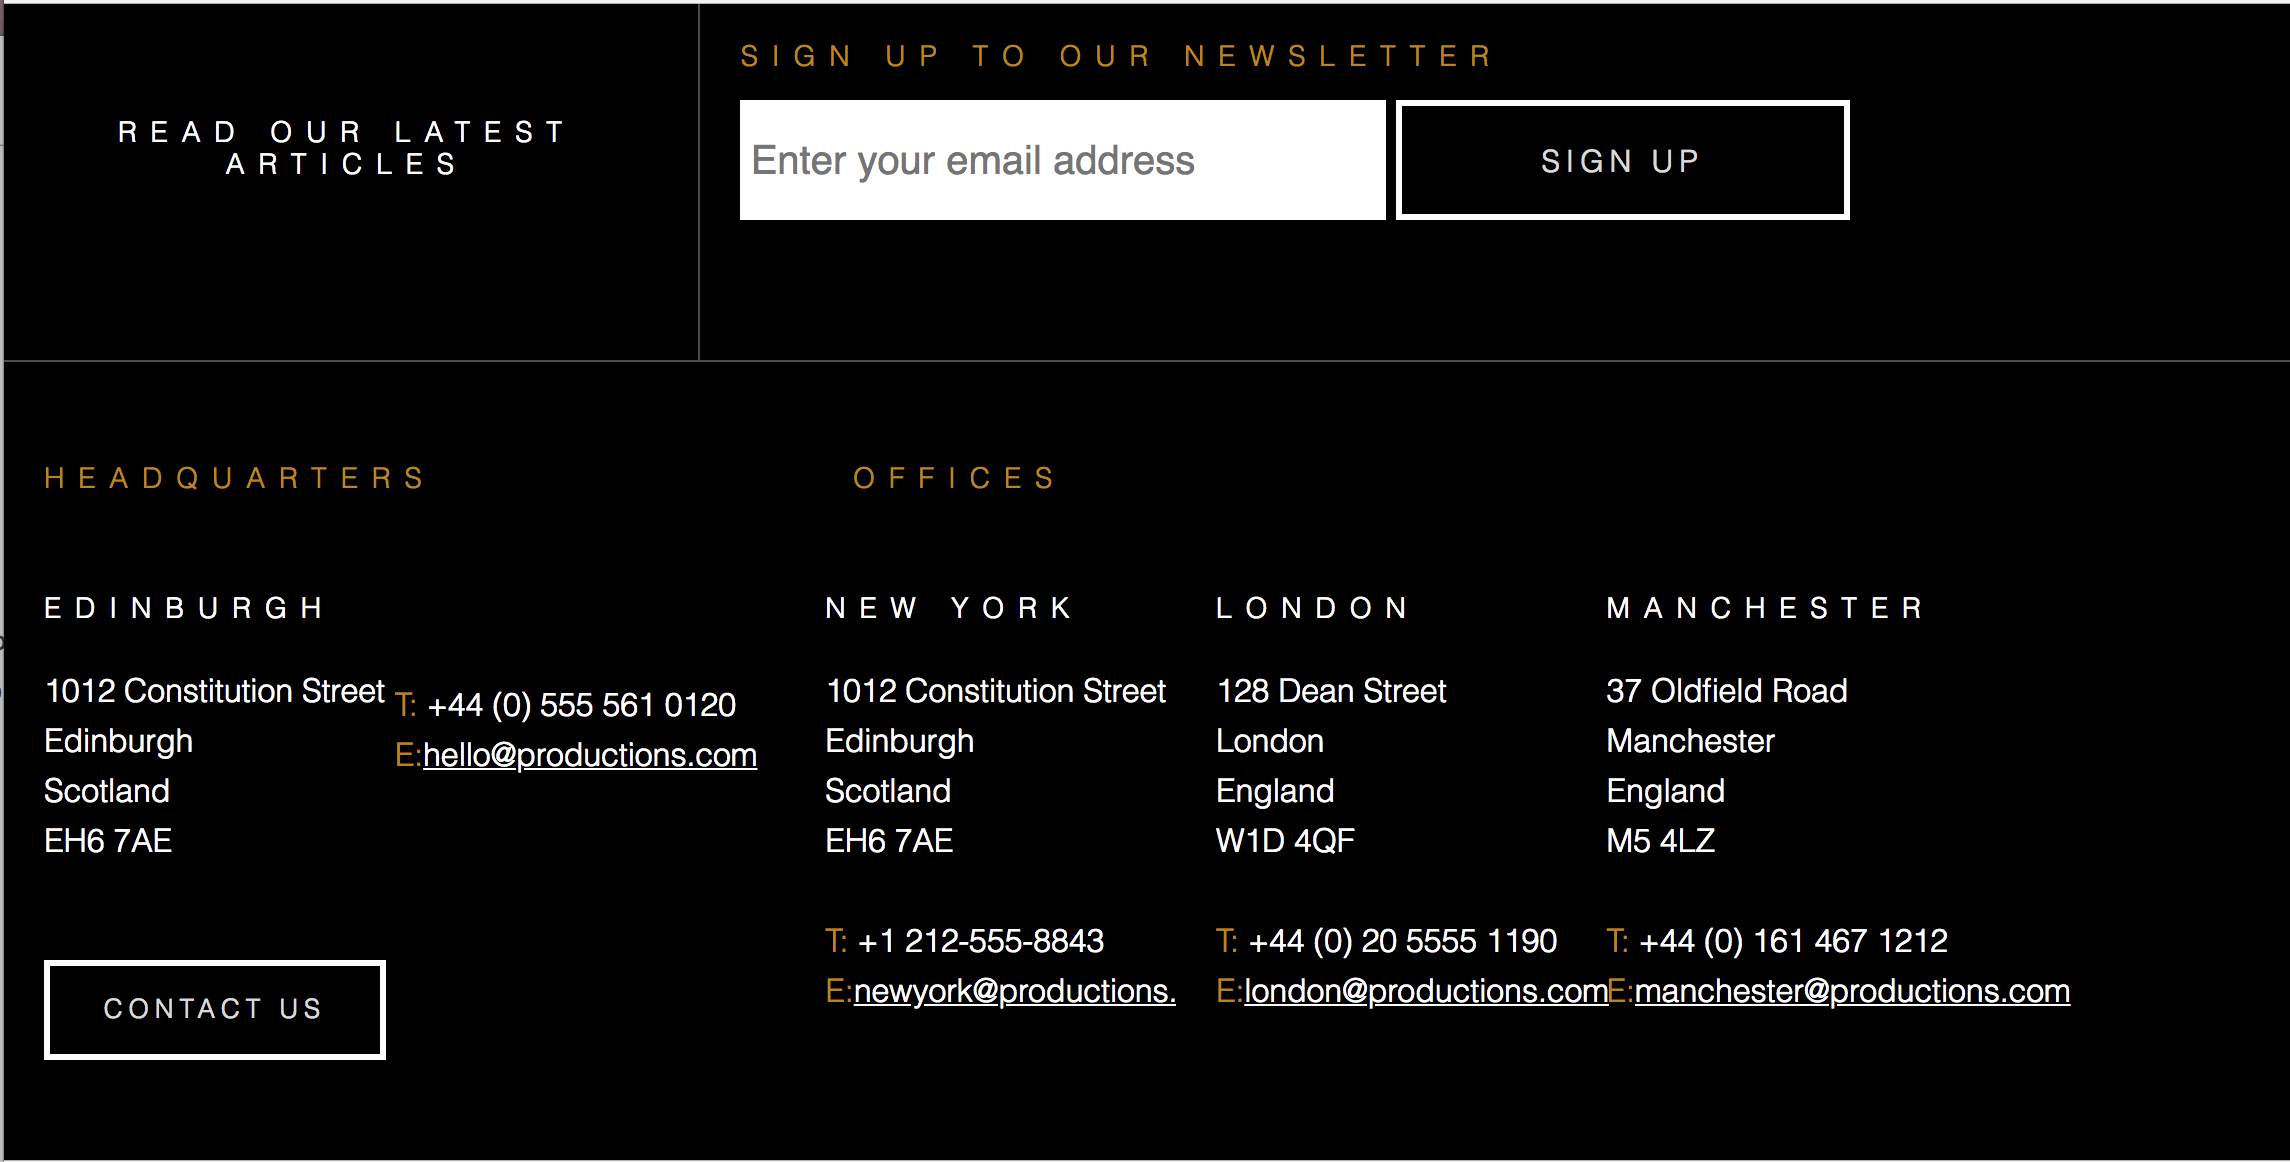 SIGN UP TO OUR NEWSLETTER
READ OUR LATEST
ARTICLES
Enter your email address
SIGN UP
HEADQUARTERS
OFFICES
EDINBURGH
1012 Constitution Street
Edinburgh
Scotland
EH6 7AE
T: +44 (0) 555 561 0120
E:hello@productions.com
CONTACT US
NEW YORK
1012 Constitution Street
Edinburgh
Scotland
EH6 7AE
T: +1 212-555-8843
E:newyork@productions.
LONDON
128 Dean Street
London
England
W1D 4QF
T: +44 (0) 20 5555 1190
E:london@productions.com
MANCHESTER
37 Oldfield Road
Manchester
England
M5 4LZ
T: +44 (0) 161 467 1212
E:manchester@productions.com